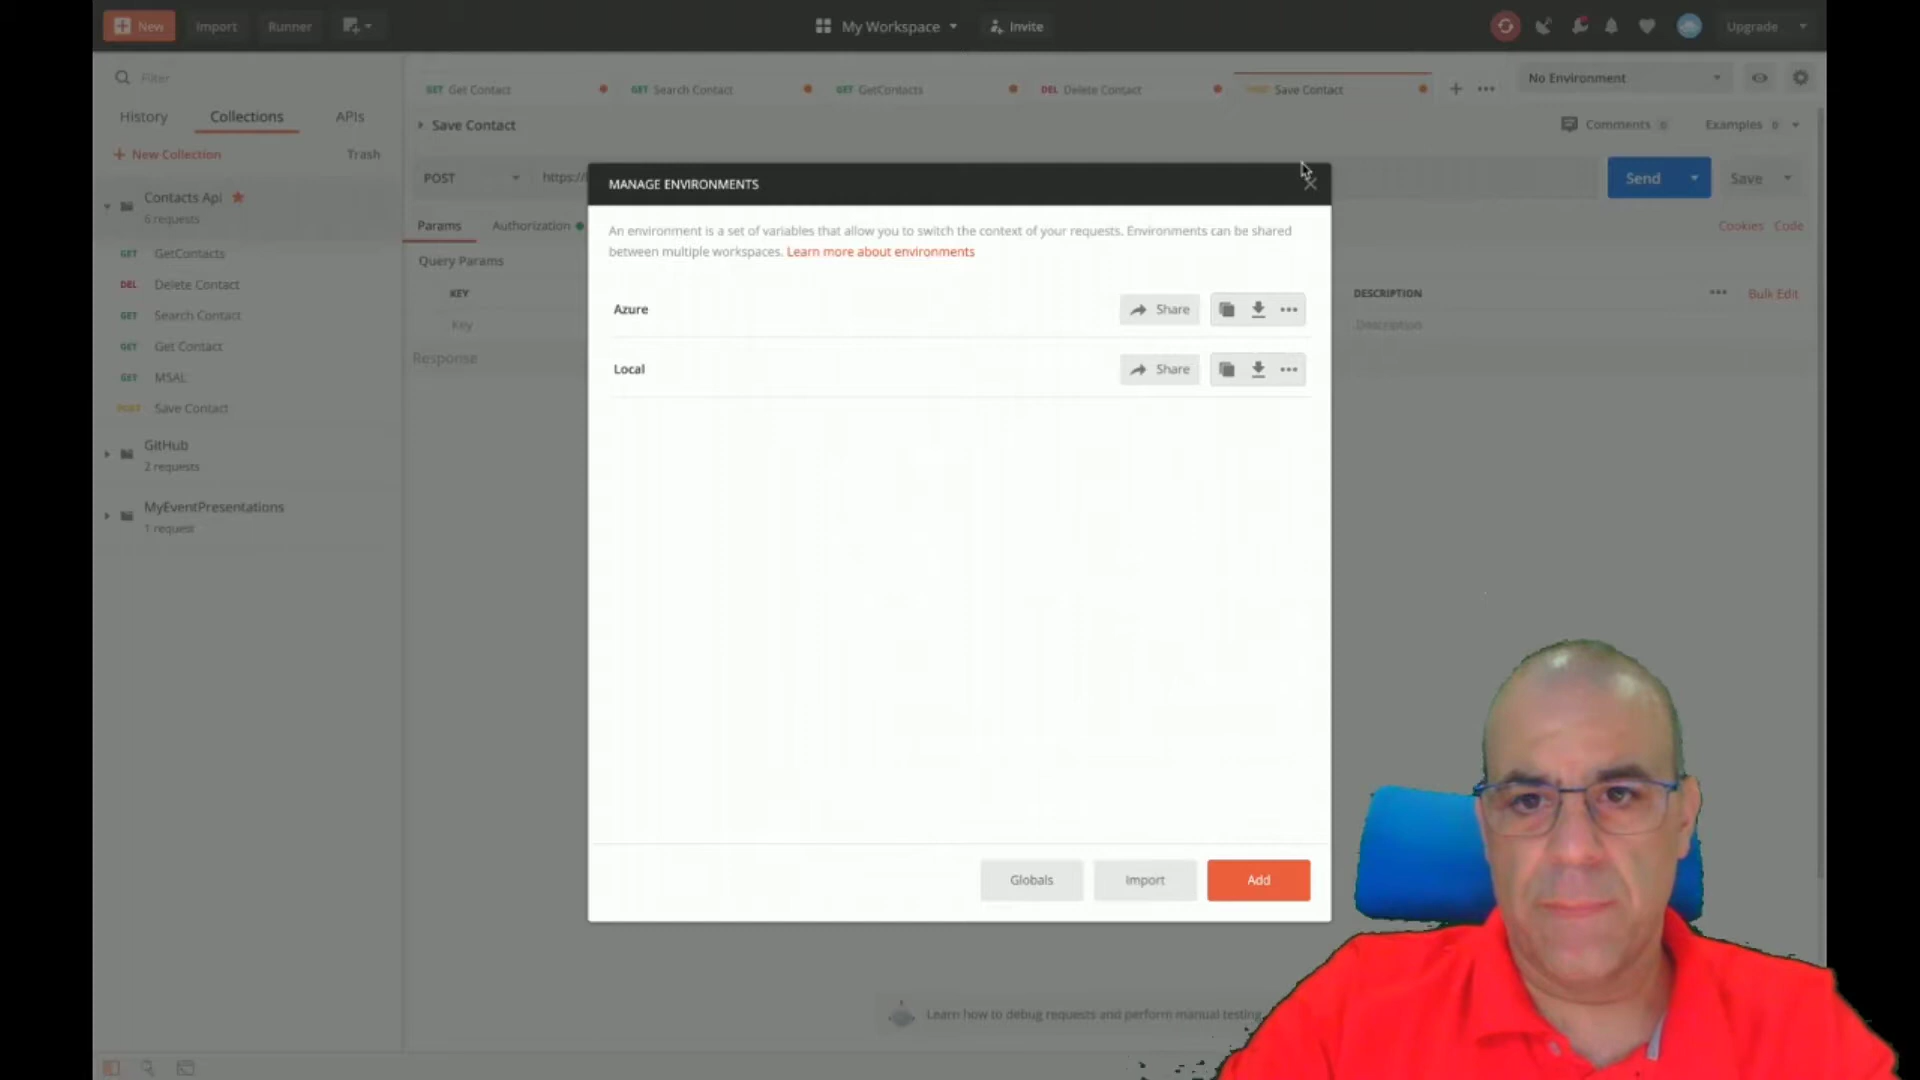 New
Import
Runner
My Workspace
Invite
Upgrade
Filter
History
Collections
APIs
New Collection
Trash
Contacts Api
6 requests
GET GetContacts
DEL Delete Contact
GET Search Contact
GET Get Contact
GET MSAL
POST Save Contact
GitHub
2 requests
MyEventPresentations
1 request
GET Get Contact
GET Search Contact
GET GetContacts
DEL Delete Contact
Save Contact
No Environment
Save Contact
Comments 0
Examples 0
POST
https://
Send
Save
Params
Authorization
Cookies
Code
Query Params
KEY
DESCRIPTION
Bulk Edit
Key
Description
Response
MANAGE ENVIRONMENTS
An environment is a set of variables that allow you to switch the context of your requests. Environments can be shared
between multiple workspaces. Learn more about environments
Azure
Share
Local
Share
Globals
Import
Add
Learn how to debug requests and perform manual testing